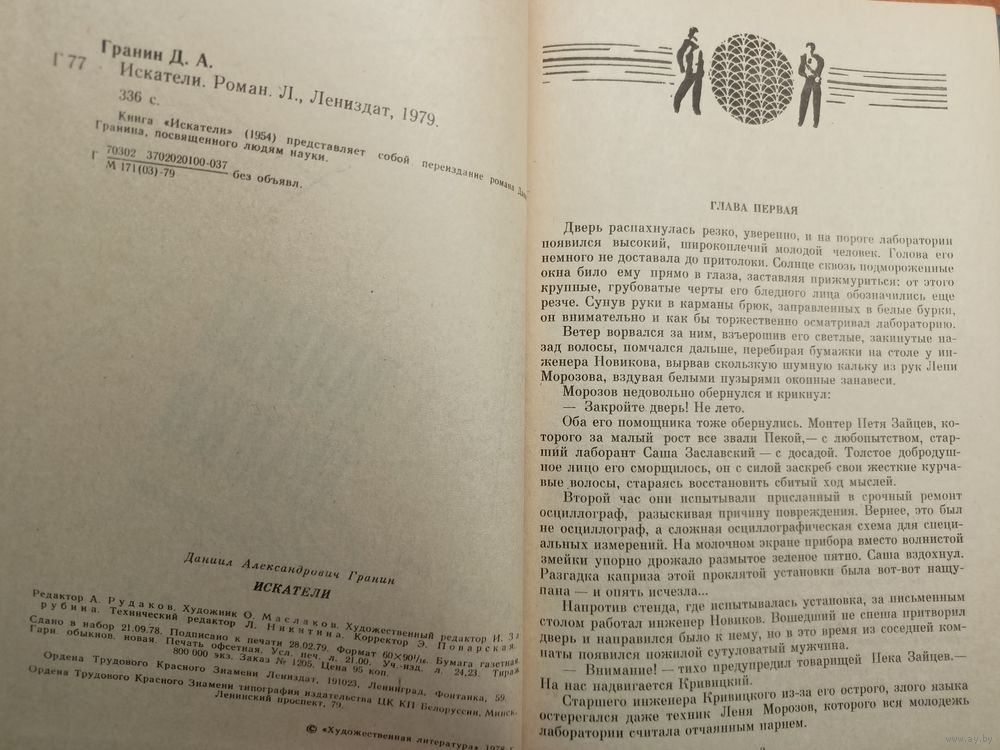 Гранин Д. А.
Г 77
Искатели. Роман. Л., Лениздат, 1979.
336 с.
Книга «Искатели» (1954) представляет собой переиздание романа
Гранина, посвященного людям науки.
Г 70302 3702020100-037
М 171(03)-79 без объявл.
Даниил Александрович Гранин
ИСКАТЕЛИ
Редактор А. Рудаков. Художник О. Маслаков. Художественный редактор И. З
рубина. Технический редактор Л. Никитина. Корректор Э. Поварская.
Сдано в набор 21.09.78. Подписано к печати 28.02.79. Формат 60×90¹/₁₆. Бумага газетная.
Гарн. обыкнов. новая. Печать офсетная. Усл. печ. л. 21,00. Уч.-изд. л. 24,23. Тираж
800 000 экз. Заказ № 1205. Цена 95 коп.
Ордена Трудового Красного Знамени Лениздат, 191023, Ленинград, Фонтанка, 59.
Ордена Трудового Красного Знамени типография издательства ЦК КП Белоруссии, Минск,
Ленинский проспект, 79.
© «Художественная литература»
ГЛАВА ПЕРВАЯ
Дверь распахнулась резко, уверенно, и на пороге лаборатории
появился высокий, широкоплечий молодой человек. Голова его
немного не доставала до притолоки. Солнце сквозь подмороженные
окна било ему прямо в глаза, заставляя прижмуриться: от этого
крупные, грубоватые черты его бледного лица обозначились еще
резче. Сунув руки в карманы брюк, заправленных в белые бурки,
он внимательно и как бы торжественно осматривал лабораторию.
Ветер ворвался за ним, взъерошив его светлые, закинутые на-
зад волосы, помчался дальше, перебирая бумажки на столе у ин-
женера Новикова, вырвав скользкую шумную кальку из рук Лени
Морозова, вздувая белыми пузырями оконные занавеси.
Морозов недовольно обернулся и крикнул:
— Закройте дверь! Не лето.
Оба его помощника тоже обернулись. Монтер Петя Зайцев, ко-
торого за малый рост все звали Пекой,— с любопытством, стар-
ший лаборант Саша Заславский — с досадой. Толстое добродуш-
ное лицо его сморщилось, он с силой заскреб свои жесткие курча-
вые волосы, стараясь восстановить сбитый ход мыслей.
Второй час они испытывали присланный в срочный ремонт
осциллограф, разыскивая причину повреждения. Вернее, это был
не осциллограф, а сложная осциллографическая схема для специ-
альных измерений. На молочном экране прибора вместо волнистой
змейки упорно дрожало размытое зеленое пятно. Саша вздохнул.
Разгадка каприза этой проклятой установки была вот-вот нащу-
пана — и опять исчезла...
Напротив стенда, где испытывалась установка, за письменным
столом работал инженер Новиков. Вошедший не спеша притворил
дверь и направился было к нему, но в это время из соседней ком-
наты появился пожилой сутуловатый мужчина.
— Внимание! — тихо предупредил товарищей Пека Зайцев.—
На нас надвигается Кривицкий.
Старшего инженера Кривицкого из-за его острого, злого языка
остерегался даже техник Леня Морозов, которого вся молодежь
лаборатории считала отчаянным парнем.
www.ay.by